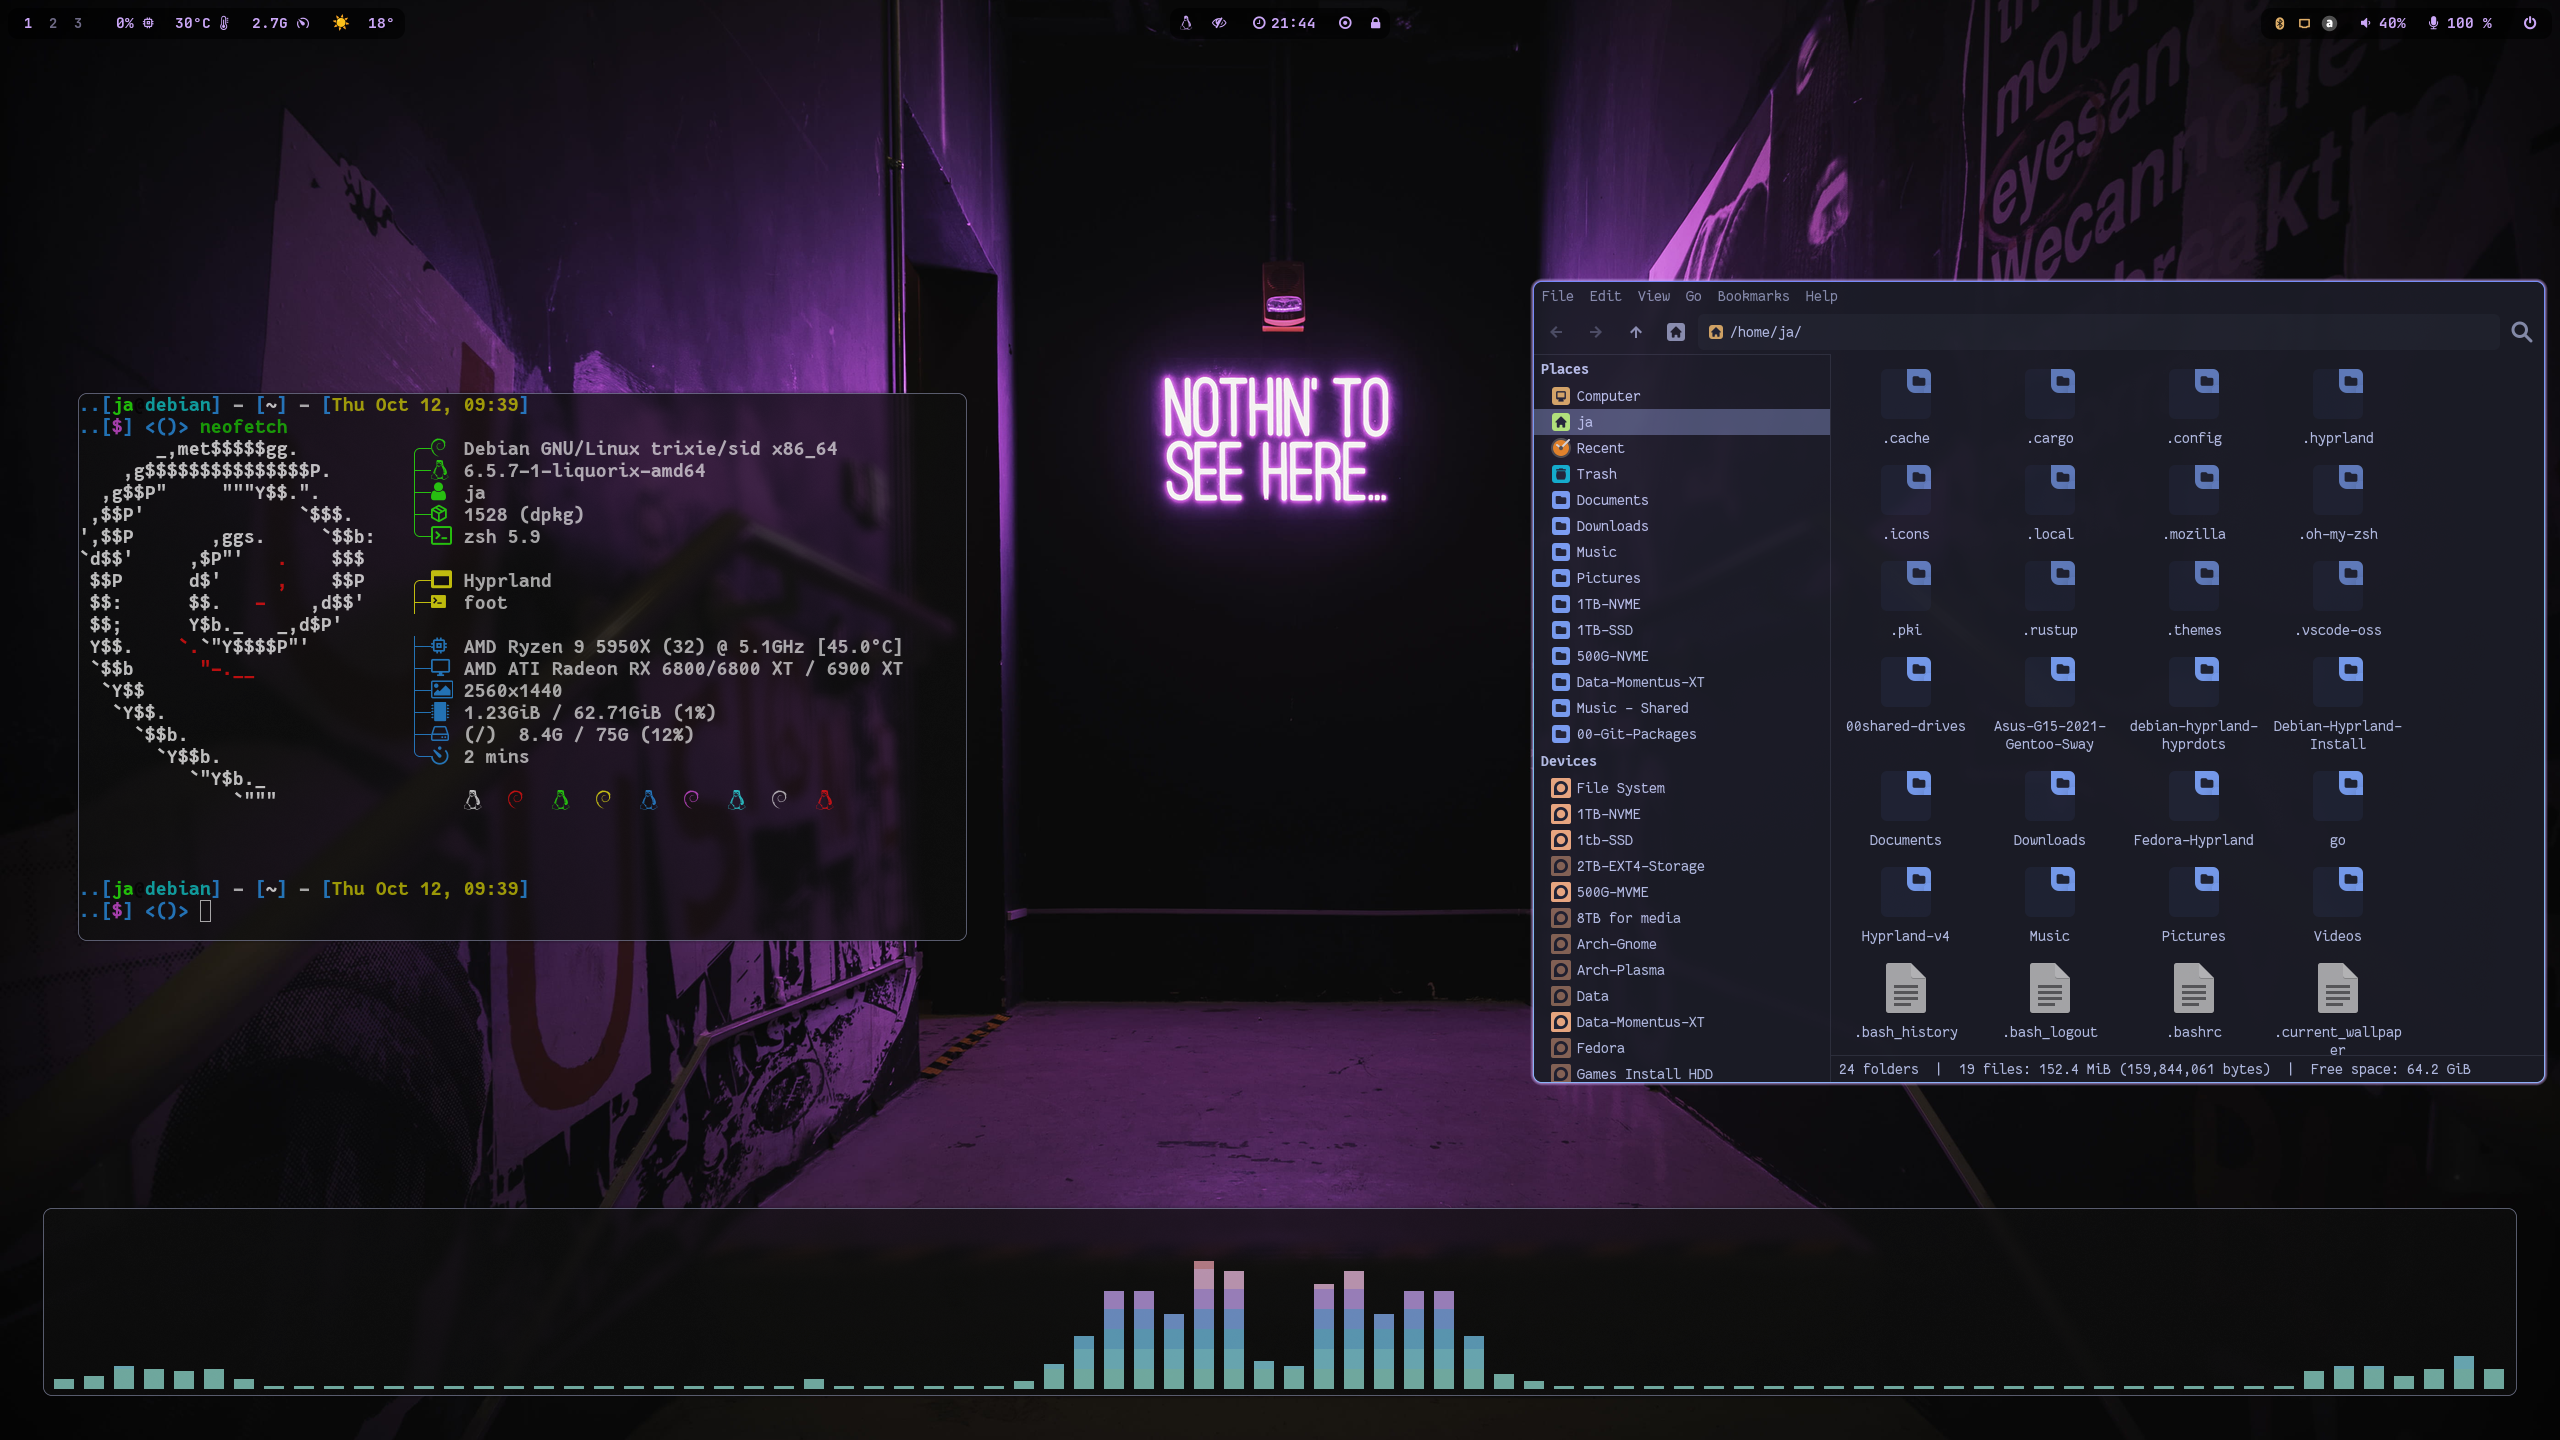 1 2 3 0% 30°C 2.7G 18°
21:44
a 40% 100 %
mouth
eyesand
wecannot
breakthe
NOTHIN' TO
SEE HERE...
..[ja debian] - [~] - [Thu Oct 12, 09:39]
..[$] <()> neofetch
_,met$$$$$gg.
,g$$$$$$$$$$$$$$$P.
,g$$P"     """Y$$.".
,$$P'              `$$$.
',$$P       ,ggs.     `$$b:
`d$$'     ,$P"'   .    $$$
$$P      d$'     ,    $$P
$$:      $$.   -    ,d$$'
$$;      Y$b._   _,d$P'
Y$$.    `.`"Y$$$$P"'
`$$b      "-.__
`Y$$
`Y$$.
`$$b.
`Y$$b.
`"Y$b._
`"""
Debian GNU/Linux trixie/sid x86_64
6.5.7-1-liquorix-amd64
ja
1528 (dpkg)
zsh 5.9
Hyprland
foot
AMD Ryzen 9 5950X (32) @ 5.1GHz [45.0°C]
AMD ATI Radeon RX 6800/6800 XT / 6900 XT
2560x1440
1.23GiB / 62.71GiB (1%)
(/)  8.4G / 75G (12%)
2 mins
..[ja debian] - [~] - [Thu Oct 12, 09:39]
..[$] <()>
File Edit View Go Bookmarks Help
/home/ja/
Places
Computer
ja
Recent
Trash
Documents
Downloads
Music
Pictures
1TB-NVME
1TB-SSD
500G-NVME
Data-Momentus-XT
Music - Shared
00-Git-Packages
Devices
File System
1TB-NVME
1tb-SSD
2TB-EXT4-Storage
500G-MVME
8TB for media
Arch-Gnome
Arch-Plasma
Data
Data-Momentus-XT
Fedora
Games Install HDD
.cache .cargo .config .hyprland
.icons .local .mozilla .oh-my-zsh
.pki .rustup .themes .vscode-oss
00shared-drives Asus-G15-2021- debian-hyprland- Debian-Hyprland-
Gentoo-Sway hyprdots Install
Documents Downloads Fedora-Hyprland go
Hyprland-v4 Music Pictures Videos
.bash_history .bash_logout .bashrc .current_wallpap
er
24 folders | 19 files: 152.4 MiB (159,844,061 bytes) | Free space: 64.2 GiB